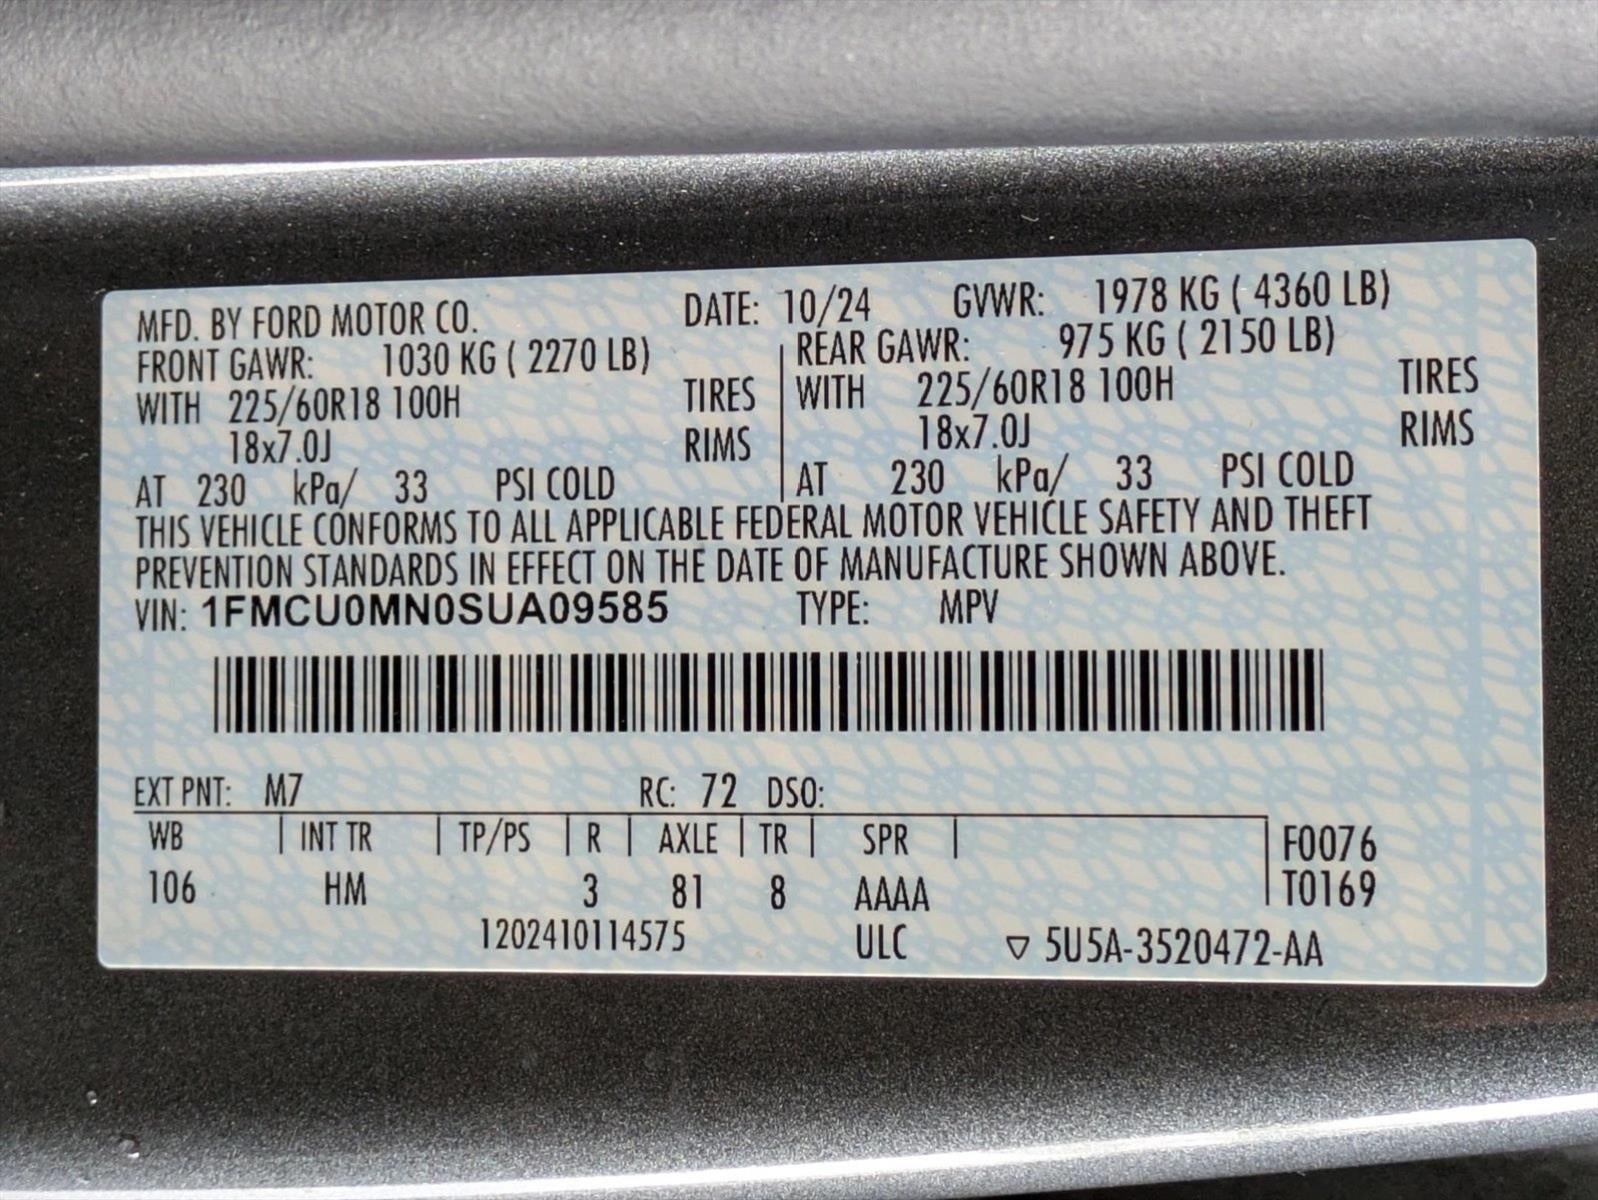 MFD. BY FORD MOTOR CO. DATE: 10/24 GVWR: 1978 KG ( 4360 LB)
FRONT GAWR: 1030 KG ( 2270 LB) REAR GAWR: 975 KG ( 2150 LB)
WITH 225/60R18 100H TIRES WITH 225/60R18 100H TIRES
18x7.0J RIMS 18x7.0J RIMS
AT 230 kPa/ 33 PSI COLD AT 230 kPa/ 33 PSI COLD
THIS VEHICLE CONFORMS TO ALL APPLICABLE FEDERAL MOTOR VEHICLE SAFETY AND THEFT
PREVENTION STANDARDS IN EFFECT ON THE DATE OF MANUFACTURE SHOWN ABOVE.
VIN: 1FMCU0MN0SUA09585 TYPE: MPV
EXT PNT: M7 RC: 72 DSO:
WB INT TR TP/PS R AXLE TR SPR F0076
106 HM 3 81 8 AAAA T0169
1202410114575 ULC ▽ 5U5A-3520472-AA